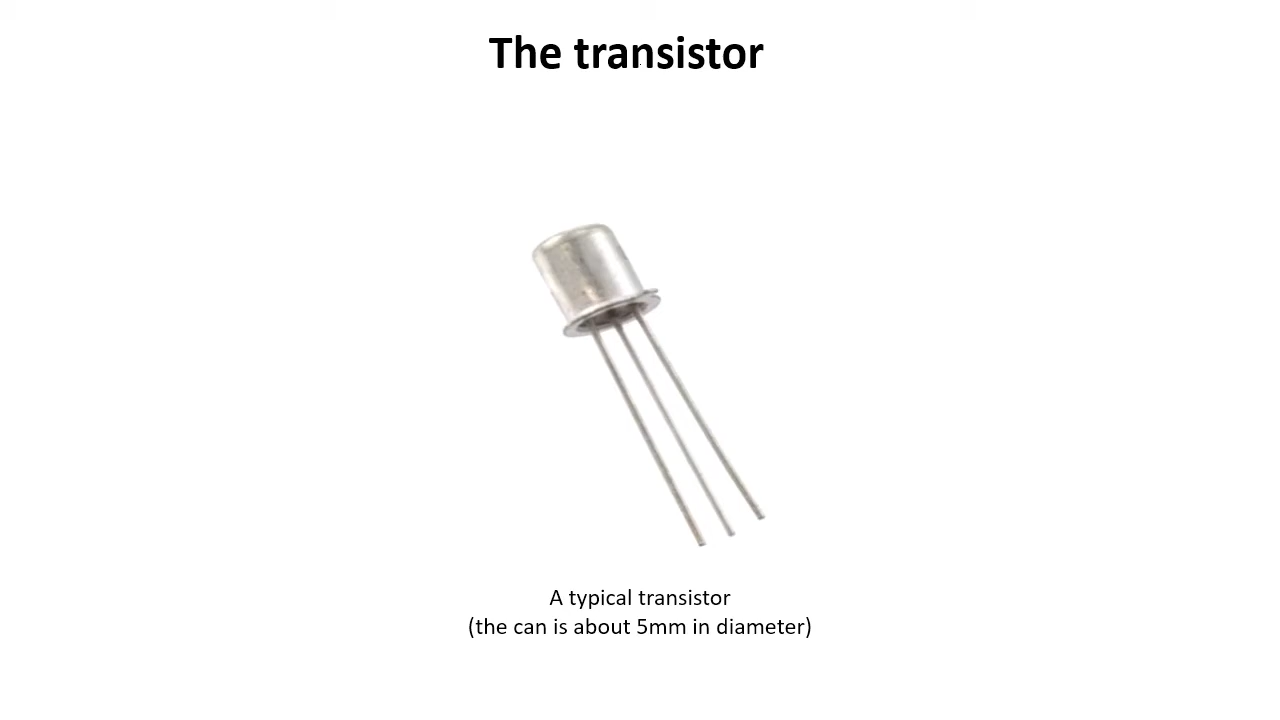 The transistor
A typical transistor
(the can is about 5mm in diameter)